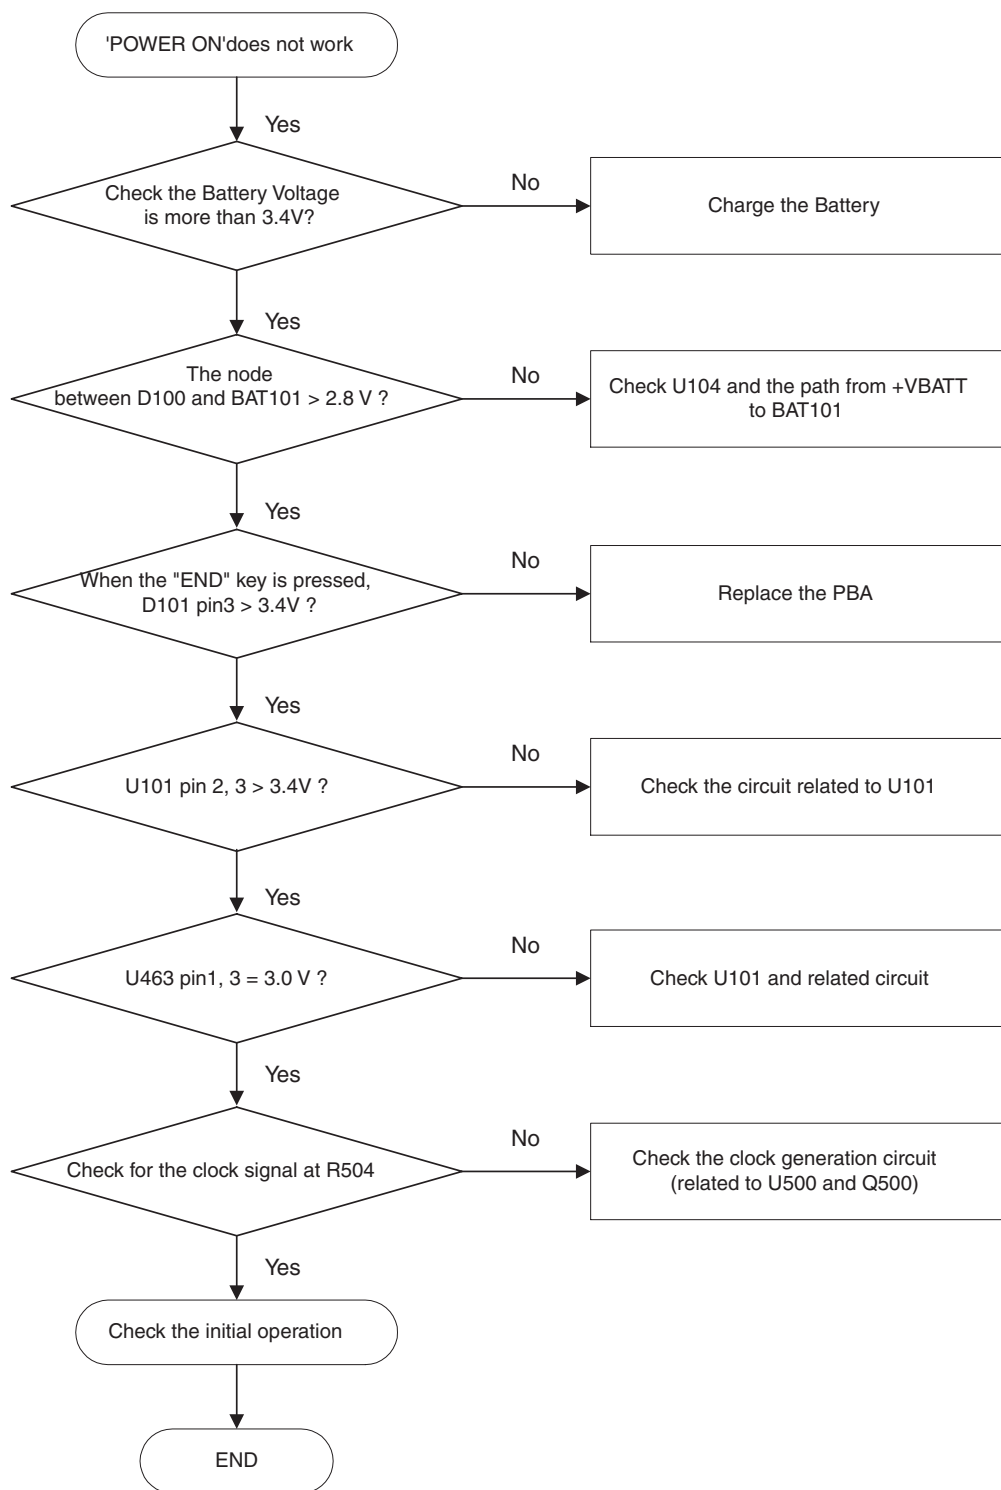 'POWER ON'does not work
Yes
Check the Battery Voltage
is more than 3.4V?
No
Charge the Battery
Yes
The node
between D100 and BAT101 > 2.8 V ?
No
Check U104 and the path from +VBATT
to BAT101
Yes
When the "END" key is pressed,
D101 pin3 > 3.4V ?
No
Replace the PBA
Yes
U101 pin 2, 3 > 3.4V ?
No
Check the circuit related to U101
Yes
U463 pin1, 3 = 3.0 V ?
No
Check U101 and related circuit
Yes
Check for the clock signal at R504
No
Check the clock generation circuit
(related to U500 and Q500)
Yes
Check the initial operation
END